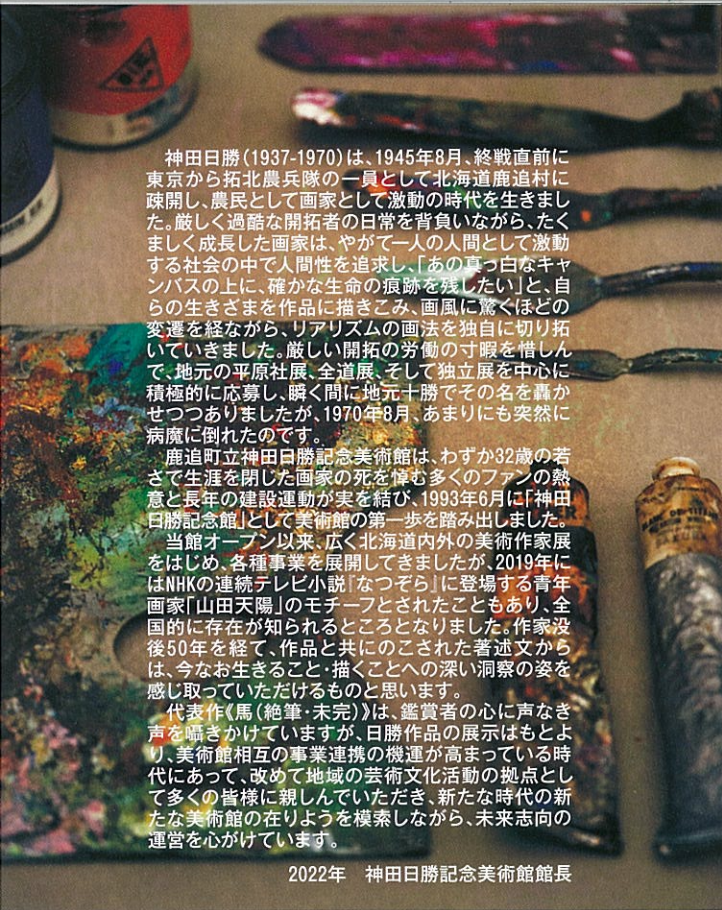 神田日勝(1937-1970)は、1945年8月、終戦直前に
東京から拓北農兵隊の一員として北海道鹿追村に
疎開し、農民として画家として激動の時代を生きまし
た。厳しく過酷な開拓者の日常を背負いながら、たく
ましく成長した画家は、やがて一人の人間として激動
する社会の中で人間性を追求し、「あの真っ白なキャ
ンバスの上に、確かな生命の痕跡を残したい」と、自
らの生きざまを作品に描きこみ、画風に驚くほどの
変遷を経ながら、リアリズムの画法を独自に切り拓
いていきました。厳しい開拓の労働の寸暇を惜しん
で、地元の平原社展、全道展、そして独立展を中心に
積極的に応募し、瞬く間に地元十勝でその名を轟か
せつつありましたが、1970年8月、あまりにも突然に
病魔に倒れたのです。
鹿追町立神田日勝記念美術館は、わずか32歳の若
さで生涯を閉じた画家の死を悼む多くのファンの熱
意と長年の建設運動が実を結び、1993年6月に「神田
日勝記念館」として美術館の第一歩を踏み出しました。
当館オープン以来、広く北海道内外の美術作家展
をはじめ、各種事業を展開してきましたが、2019年に
はNHKの連続テレビ小説『なつぞら』に登場する青年
画家「山田天陽」のモチーフとされたこともあり、全
国的に存在が知られるところとなりました。作家没
後50年を経て、作品と共にのこされた著述文から
は、今なお生きること・描くことへの深い洞察の姿を
感じ取っていただけるものと思います。
代表作《馬(絶筆・未完)》は、鑑賞者の心に声なき
声を囁きかけていますが、日勝作品の展示はもとよ
り、美術館相互の事業連携の機運が高まっている時
代にあって、改めて地域の芸術文化活動の拠点とし
て多くの皆様に親しんでいただき、新たな時代の新
たな美術館の在りようを模索しながら、未来志向の
運営を心がけています。
2022年 神田日勝記念美術館館長